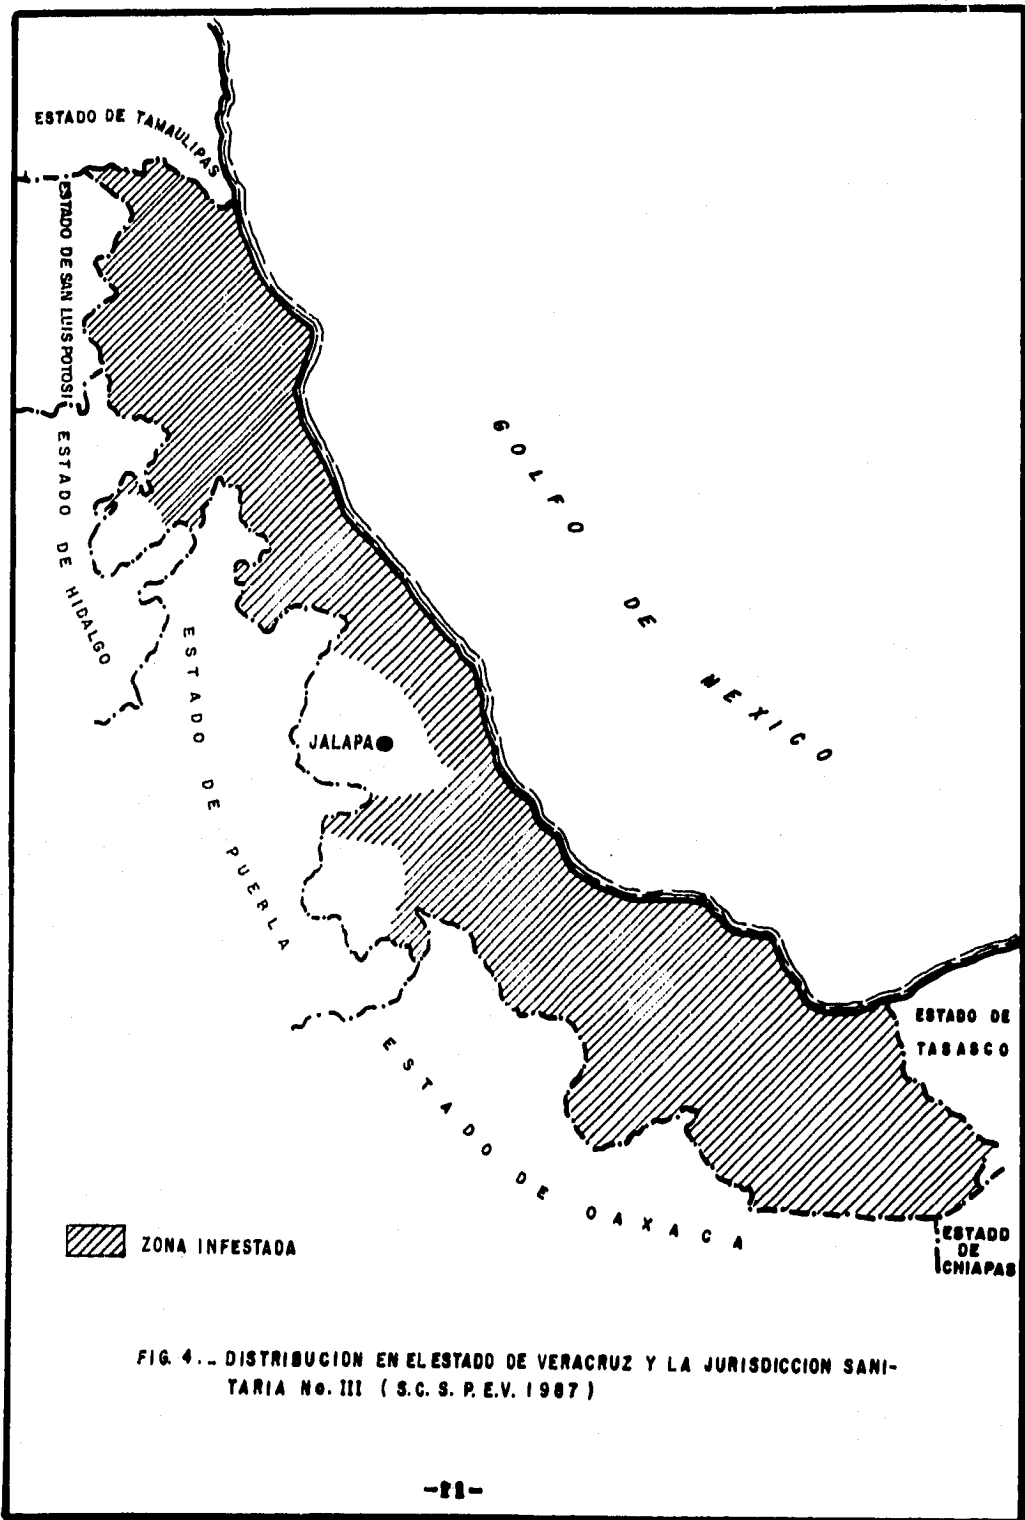 ESTADO DE TAMAULIPAS
ESTADO DE SAN LUIS POTOSI
ESTADO DE HIDALGO
GOLFO DE MEXICO
ESTADO DE PUEBLA
JALAPA
ESTADO DE
TABASCO
ESTADO DE OAXACA
ESTADO
DE
CHIAPAS
ZONA INFESTADA
FIG. 4._ DISTRIBUCION EN EL ESTADO DE VERACRUZ Y LA JURISDICCION SANI-
TARIA No. III ( S.C. S. P. E.V. 1987 )